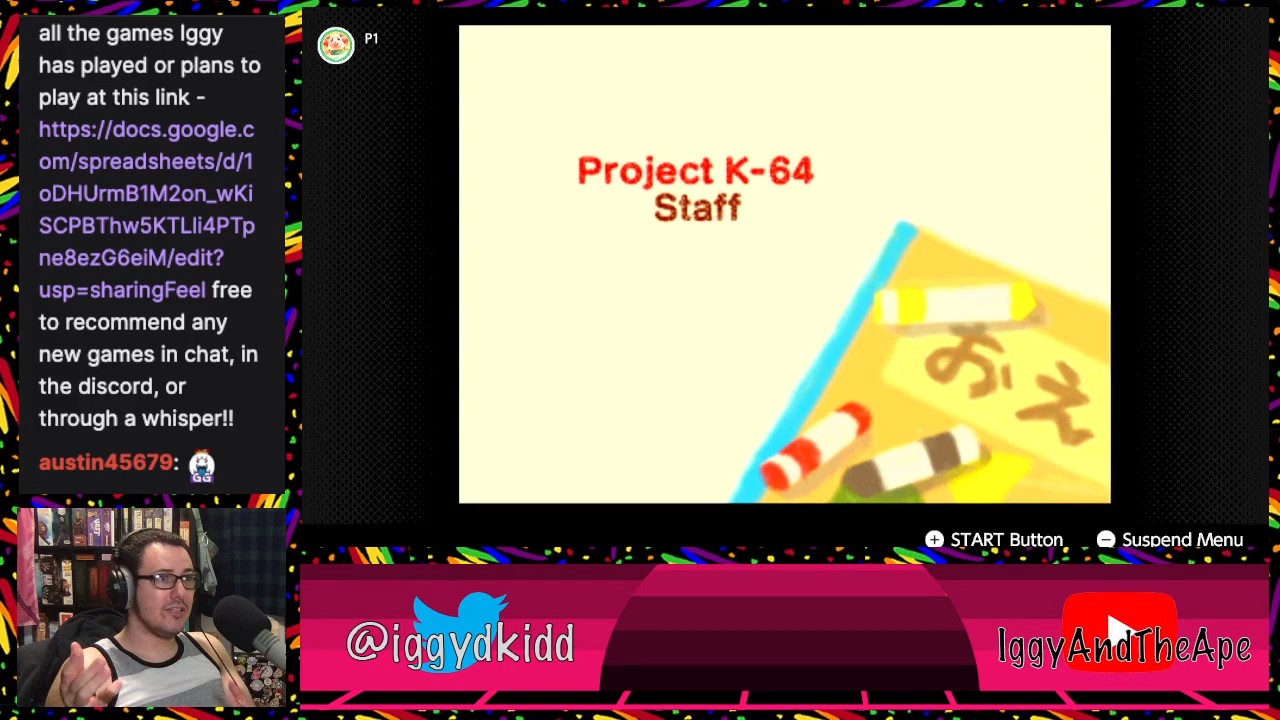 all the games Iggy
has played or plans to
play at this link -
https://docs.google.c
om/spreadsheets/d/1
oDHUrmB1M2on_wKi
SCPBThw5KTLli4PTp
ne8ezG6eiM/edit?
usp=sharingFeel free
to recommend any
new games in chat, in
the discord, or
through a whisper!!
austin45679:
GG
P1
Project K-64
Staff
おえ
START Button
Suspend Menu
@iggydkidd
IggyAndTheApe